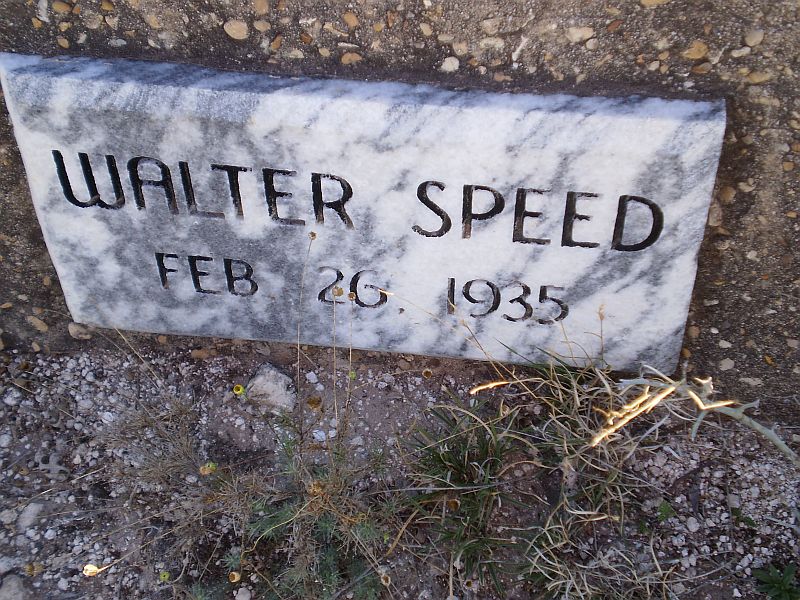 WALTER SPEED
FEB 26 1935